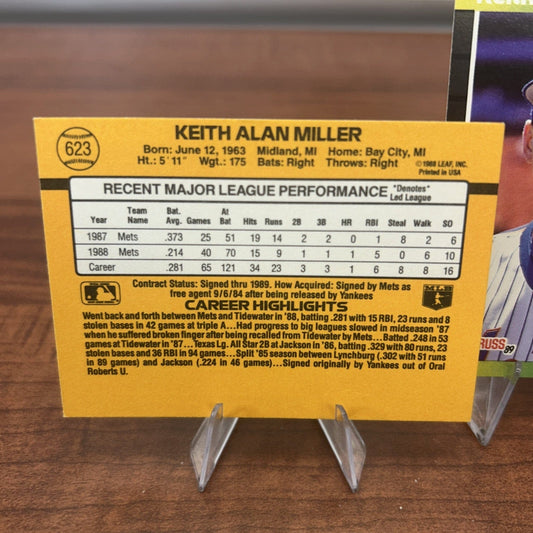 Keith
623
KEITH ALAN MILLER
Born: June 12, 1963 Midland, MI Home: Bay City, MI
Ht.: 5' 11" Wgt.: 175 Bats: Right Throws: Right
© 1988 LEAF, INC.
Printed in USA
RECENT MAJOR LEAGUE PERFORMANCE
*Denotes Led League
Year Team Name Bat. Avg. Games At Bat Hits Runs 2B 3B HR RBI Steal Walk SO
1987 Mets .373 25 51 19 14 2 2 0 1 8 2 6
1988 Mets .214 40 70 15 9 1 1 1 5 0 6 10
Career .281 65 121 34 23 3 3 1 6 8 8 16
Contract Status: Signed thru 1989. How Acquired: Signed by Mets as
free agent 9/6/84 after being released by Yankees
MLB
CAREER HIGHLIGHTS
Went back and forth between Mets and Tidewater in '88, batting .281 with 15 RBI, 23 runs and 8
stolen bases in 42 games at triple A...Had progress to big leagues slowed in midseason '87
when he suffered broken finger after being recalled from Tidewater by Mets...Batted .248 in 53
games at Tidewater in '87...Texas Lg. All Star 2B at Jackson in '86, batting .329 with 80 runs, 23
stolen bases and 36 RBI in 94 games...Split '85 season between Lynchburg (.302 with 51 runs
in 89 games) and Jackson (.224 in 46 games)...Signed originally by Yankees out of Oral
Roberts U.
RUSS 89